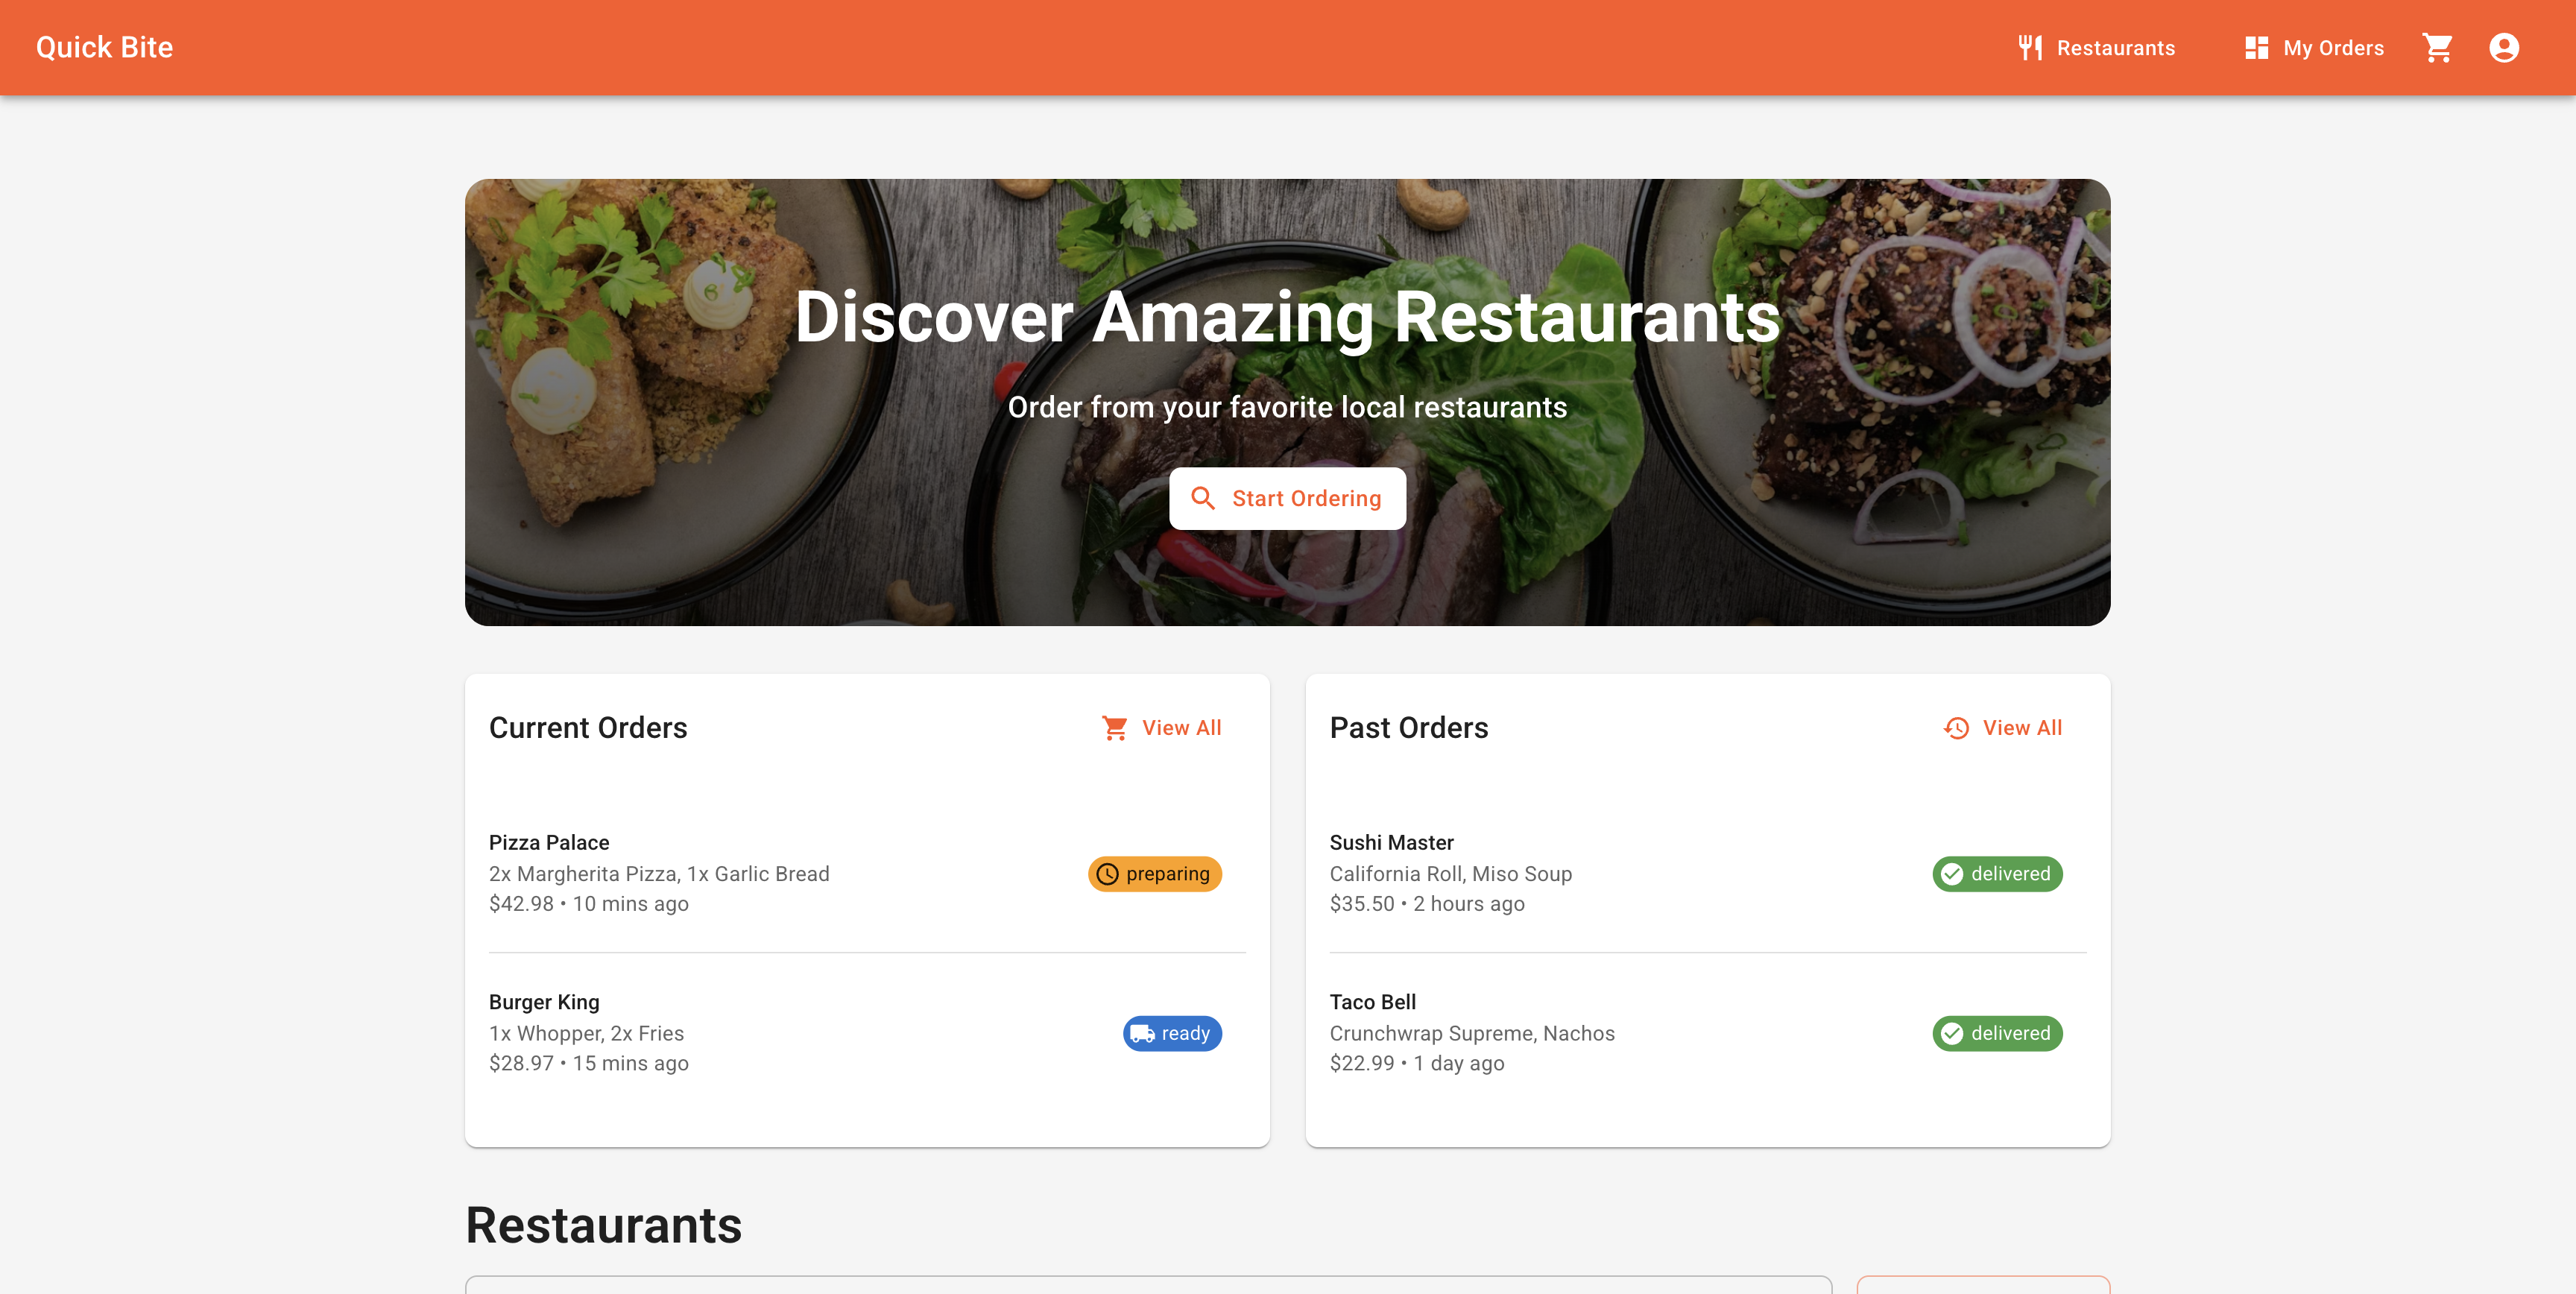 Quick Bite
Restaurants
My Orders
Discover Amazing Restaurants
Order from your favorite local restaurants
Start Ordering
Current Orders
View All
Pizza Palace
2x Margherita Pizza, 1x Garlic Bread
$42.98 • 10 mins ago
preparing
Burger King
1x Whopper, 2x Fries
$28.97 • 15 mins ago
ready
Past Orders
View All
Sushi Master
California Roll, Miso Soup
$35.50 • 2 hours ago
delivered
Taco Bell
Crunchwrap Supreme, Nachos
$22.99 • 1 day ago
delivered
Restaurants